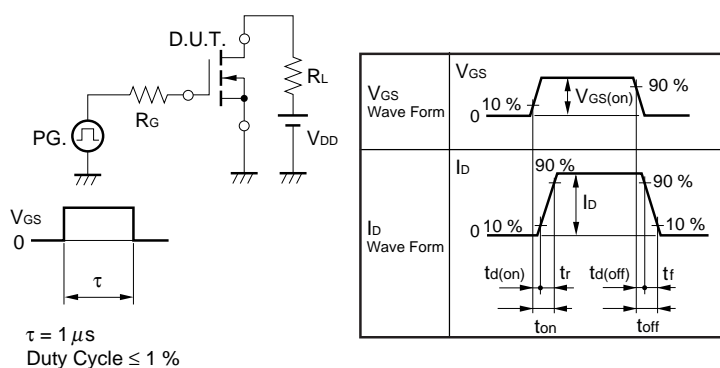 D.U.T.
RL
RG
VDD
PG.
VGS
0
τ
τ = 1 μs
Duty Cycle ≤ 1 %
VGS
Wave Form
VGS
10 %
0
VGS(on)
90 %
ID
Wave Form
ID
90 %
90 %
ID
10 %
0
10 %
td(on)
tr
td(off)
tf
ton
toff